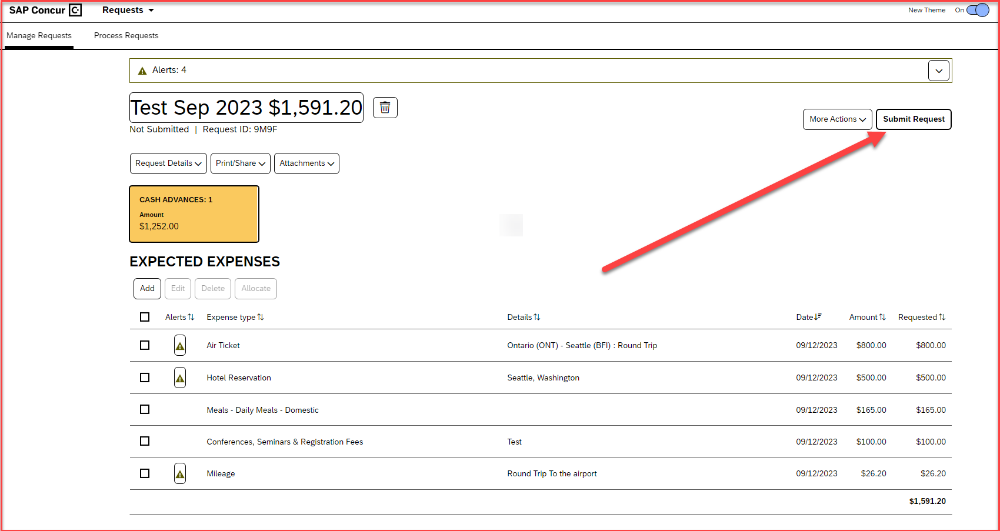 SAP Concur Requests New Theme On
Manage Requests Process Requests
Alerts: 4
Test Sep 2023 $1,591.20
More Actions Submit Request
Not Submitted | Request ID: 9M9F
Request Details Print/Share Attachments
CASH ADVANCES: 1
Amount
$1,252.00
EXPECTED EXPENSES
Add Edit Delete Allocate
Alerts Expense type Details Date Amount Requested
Air Ticket Ontario (ONT) - Seattle (BFI) : Round Trip 09/12/2023 $800.00 $800.00
Hotel Reservation Seattle, Washington 09/12/2023 $500.00 $500.00
Meals - Daily Meals - Domestic 09/12/2023 $165.00 $165.00
Conferences, Seminars & Registration Fees Test 09/12/2023 $100.00 $100.00
Mileage Round Trip To the airport 09/12/2023 $26.20 $26.20
$1,591.20